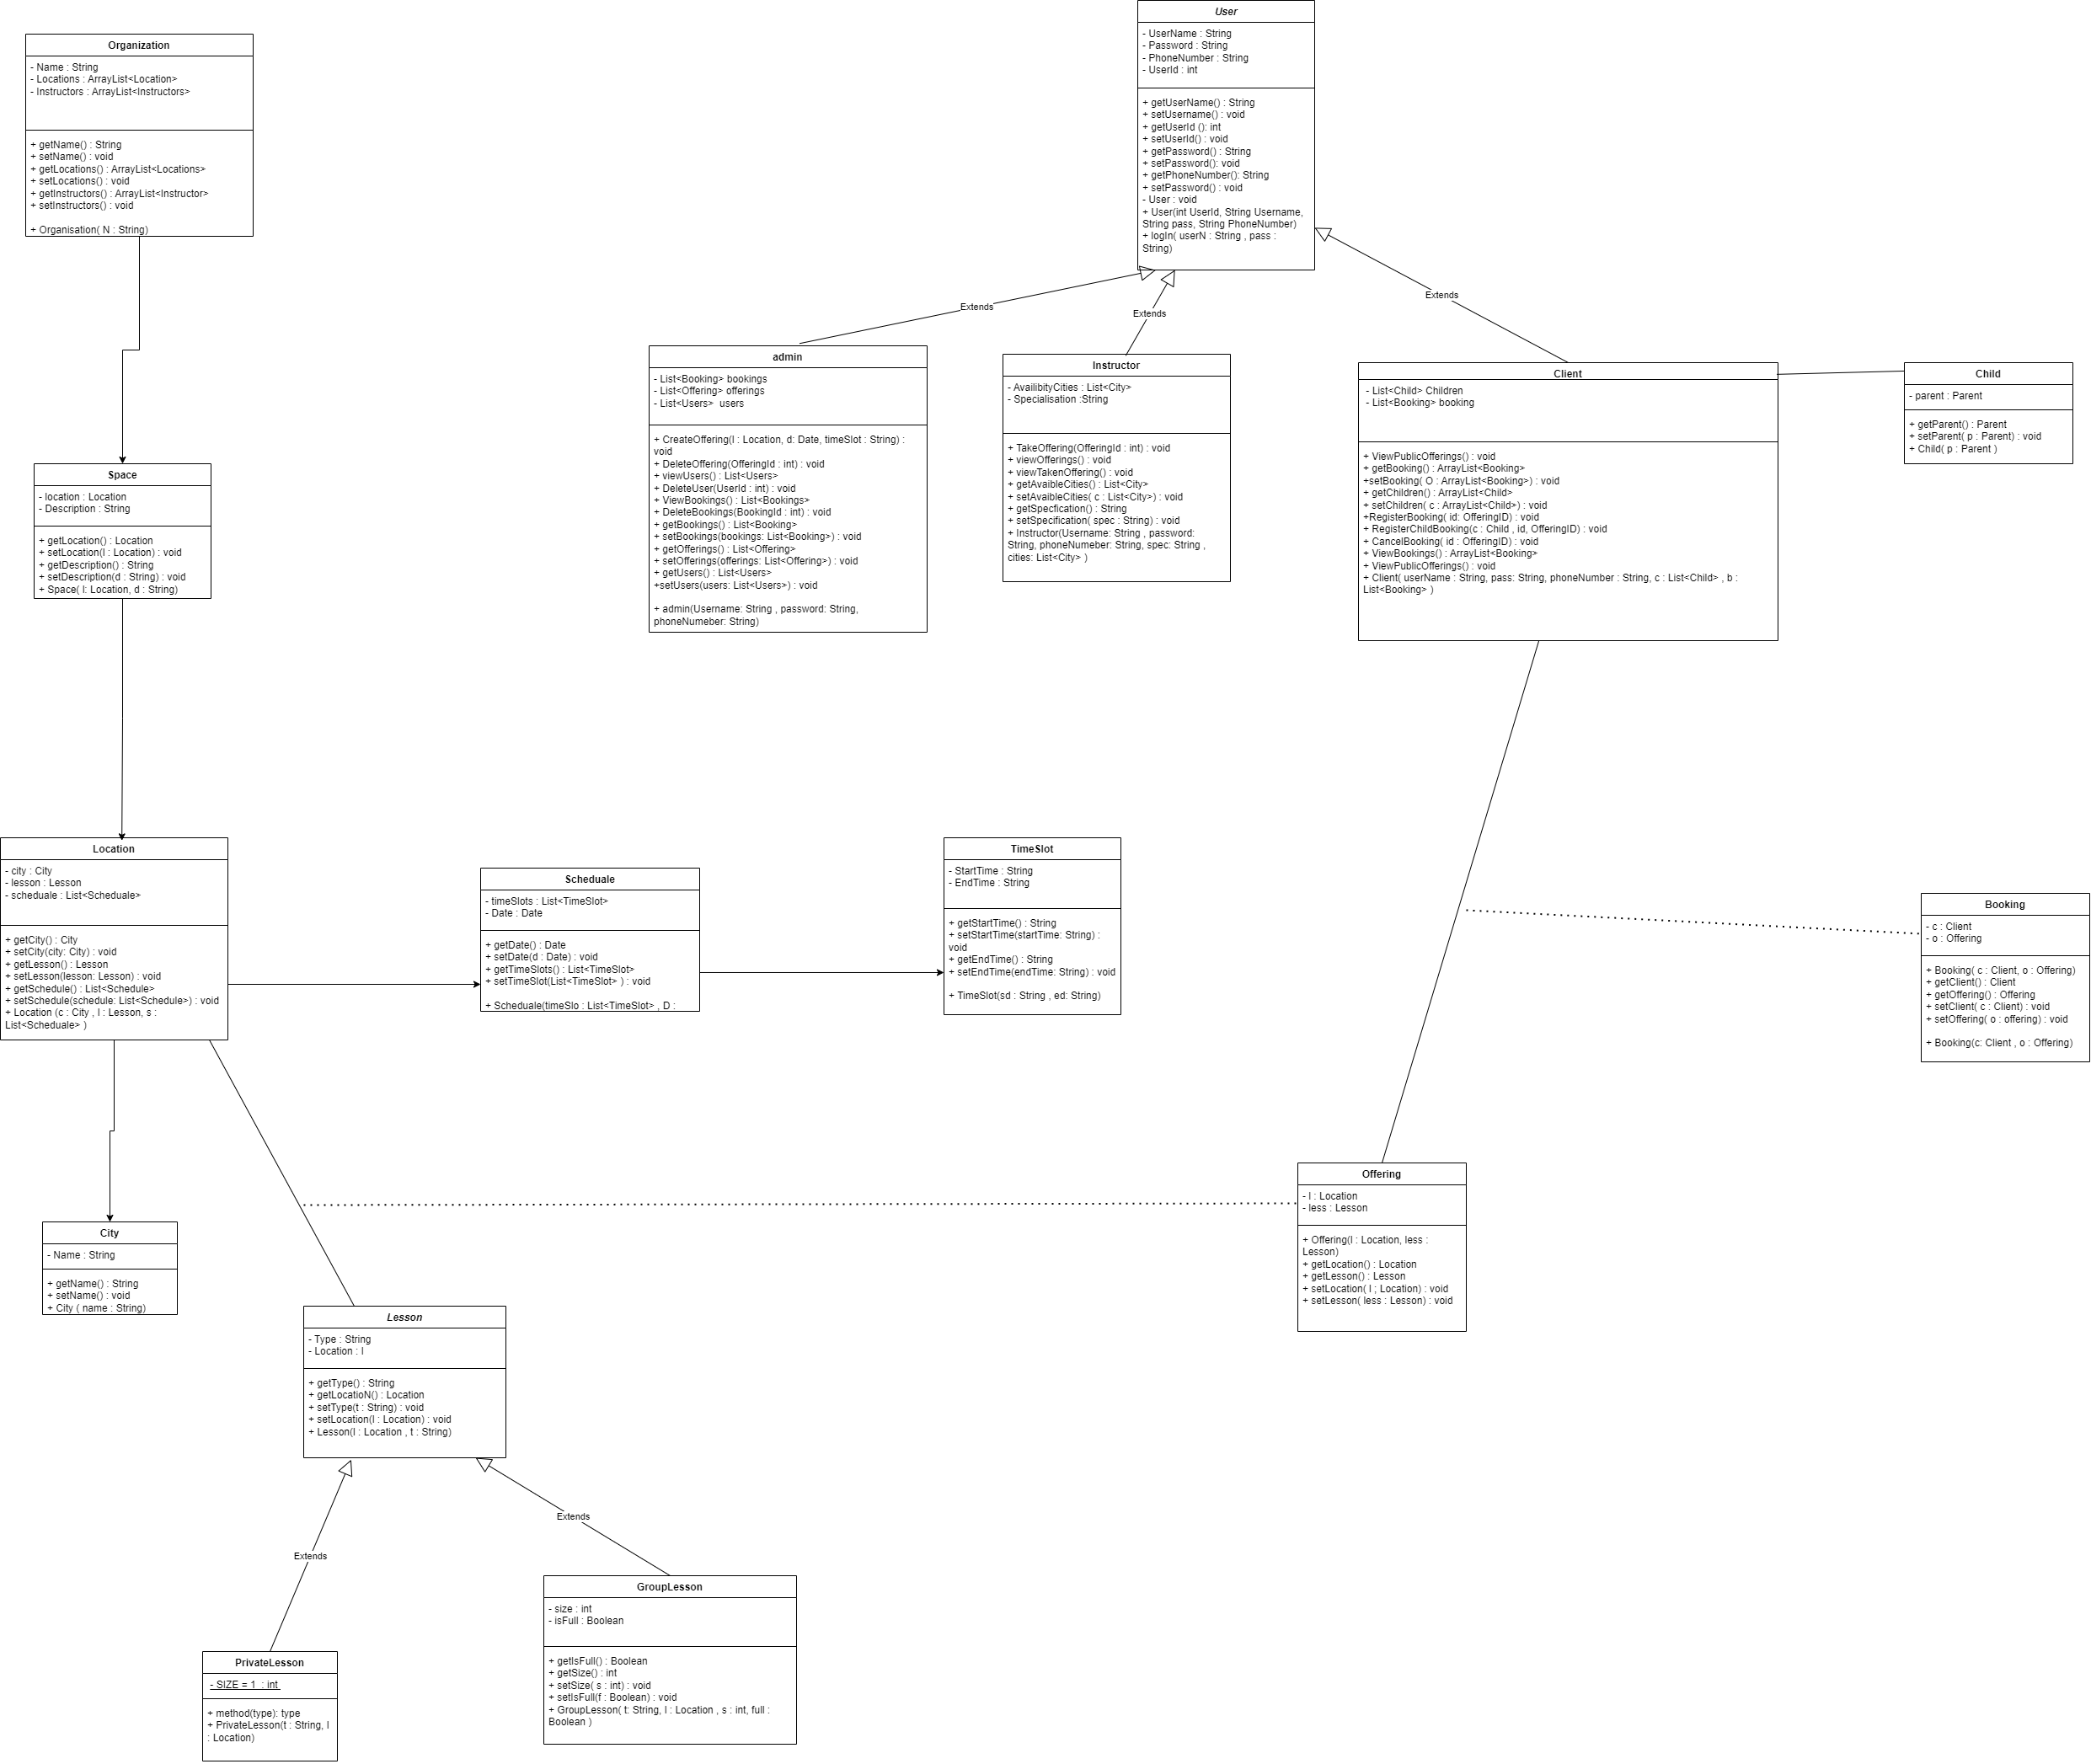 Organization
- Name : String
- Locations : ArrayList<Location>
- Instructors : ArrayList<Instructors>
+ getName() : String
+ setName() : void
+ getLocations() : ArrayList<Locations>
+ setLocations() : void
+ getInstructors() : ArrayList<Instructor>
+ setInstructors() : void
+ Organisation( N : String)
User
- UserName : String
- Password : String
- PhoneNumber : String
- UserId : int
+ getUserName() : String
+ setUsername() : void
+ getUserId (): int
+ setUserId() : void
+ getPassword() : String
+ setPassword(): void
+ getPhoneNumber(): String
+ setPassword() : void
- User : void
+ User(int UserId, String Username,
String pass, String PhoneNumber)
+ logIn( userN : String , pass :
String)
Extends
Extends
Extends
admin
- List<Booking> bookings
- List<Offering> offerings
- List<Users>  users
+ CreateOffering(l : Location, d: Date, timeSlot : String) :
void
+ DeleteOffering(OfferingId : int) : void
+ viewUsers() : List<Users>
+ DeleteUser(UserId : int) : void
+ ViewBookings() : List<Bookings>
+ DeleteBookings(BookingId : int) : void
+ getBookings() : List<Booking>
+ setBookings(bookings: List<Booking>) : void
+ getOfferings() : List<Offering>
+ setOfferings(offerings: List<Offering>) : void
+ getUsers() : List<Users>
+setUsers(users: List<Users>) : void
+ admin(Username: String , password: String,
phoneNumeber: String)
Instructor
- AvailibityCities : List<City>
- Specialisation :String
+ TakeOffering(OfferingId : int) : void
+ viewOfferings() : void
+ viewTakenOffering() : void
+ getAvaibleCities() : List<City>
+ setAvaibleCities( c : List<City>) : void
+ getSpecfication() : String
+ setSpecification( spec : String) : void
+ Instructor(Username: String , password:
String, phoneNumeber: String, spec: String ,
cities: List<City> )
Client
- List<Child> Children
- List<Booking> booking
+ ViewPublicOfferings() : void
+ getBooking() : ArrayList<Booking>
+setBooking( O : ArrayList<Booking>) : void
+ getChildren() : ArrayList<Child>
+ setChildren( c : ArrayList<Child>) : void
+RegisterBooking( id: OfferingID) : void
+ RegisterChildBooking(c : Child , id, OfferingID) : void
+ CancelBooking( id : OfferingID) : void
+ ViewBookings() : ArrayList<Booking>
+ ViewPublicOfferings() : void
+ Client( userName : String, pass: String, phoneNumber : String, c : List<Child> , b :
List<Booking> )
Child
- parent : Parent
+ getParent() : Parent
+ setParent( p : Parent) : void
+ Child( p : Parent )
Space
- location : Location
- Description : String
+ getLocation() : Location
+ setLocation(l : Location) : void
+ getDescription() : String
+ setDescription(d : String) : void
+ Space( l: Location, d : String)
Location
- city : City
- lesson : Lesson
- scheduale : List<Scheduale>
+ getCity() : City
+ setCity(city: City) : void
+ getLesson() : Lesson
+ setLesson(lesson: Lesson) : void
+ getSchedule() : List<Schedule>
+ setSchedule(schedule: List<Schedule>) : void
+ Location (c : City , l : Lesson, s :
List<Scheduale> )
Scheduale
- timeSlots : List<TimeSlot>
- Date : Date
+ getDate() : Date
+ setDate(d : Date) : void
+ getTimeSlots() : List<TimeSlot>
+ setTimeSlot(List<TimeSlot> ) : void
+ Scheduale(timeSlo : List<TimeSlot> , D :
TimeSlot
- StartTime : String
- EndTime : String
+ getStartTime() : String
+ setStartTime(startTime: String) :
void
+ getEndTime() : String
+ setEndTime(endTime: String) : void
+ TimeSlot(sd : String , ed: String)
Booking
- c : Client
- o : Offering
+ Booking( c : Client, o : Offering)
+ getClient() : Client
+ getOffering() : Offering
+ setClient( c : Client) : void
+ setOffering( o : offering) : void
+ Booking(c: Client , o : Offering)
City
- Name : String
+ getName() : String
+ setName() : void
+ City ( name : String)
Offering
- l : Location
- less : Lesson
+ Offering(l : Location, less :
Lesson)
+ getLocation() : Location
+ getLesson() : Lesson
+ setLocation( l ; Location) : void
+ setLesson( less : Lesson) : void
Lesson
- Type : String
- Location : l
+ getType() : String
+ getLocatioN() : Location
+ setType(t : String) : void
+ setLocation(l : Location) : void
+ Lesson(l : Location , t : String)
Extends
Extends
PrivateLesson
- SIZE = 1  : int
+ method(type): type
+ PrivateLesson(t : String, l
: Location)
GroupLesson
- size : int
- isFull : Boolean
+ getIsFull() : Boolean
+ getSize() : int
+ setSize( s : int) : void
+ setIsFull(f : Boolean) : void
+ GroupLesson( t: String, l : Location , s : int, full :
Boolean )